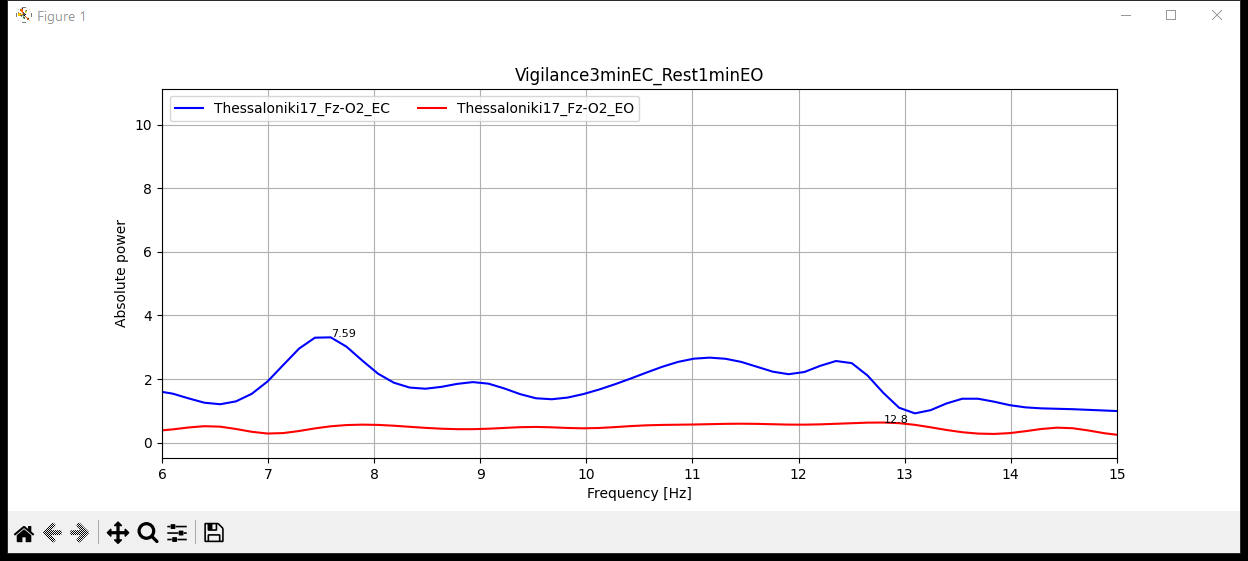 Figure 1
Vigilance3minEC_Rest1minEO
Thessaloniki17_Fz-O2_EC Thessaloniki17_Fz-O2_EO
10
8
6
4
2
0
Absolute power
7.59
12.8
6 7 8 9 10 11 12 13 14 15
Frequency [Hz]